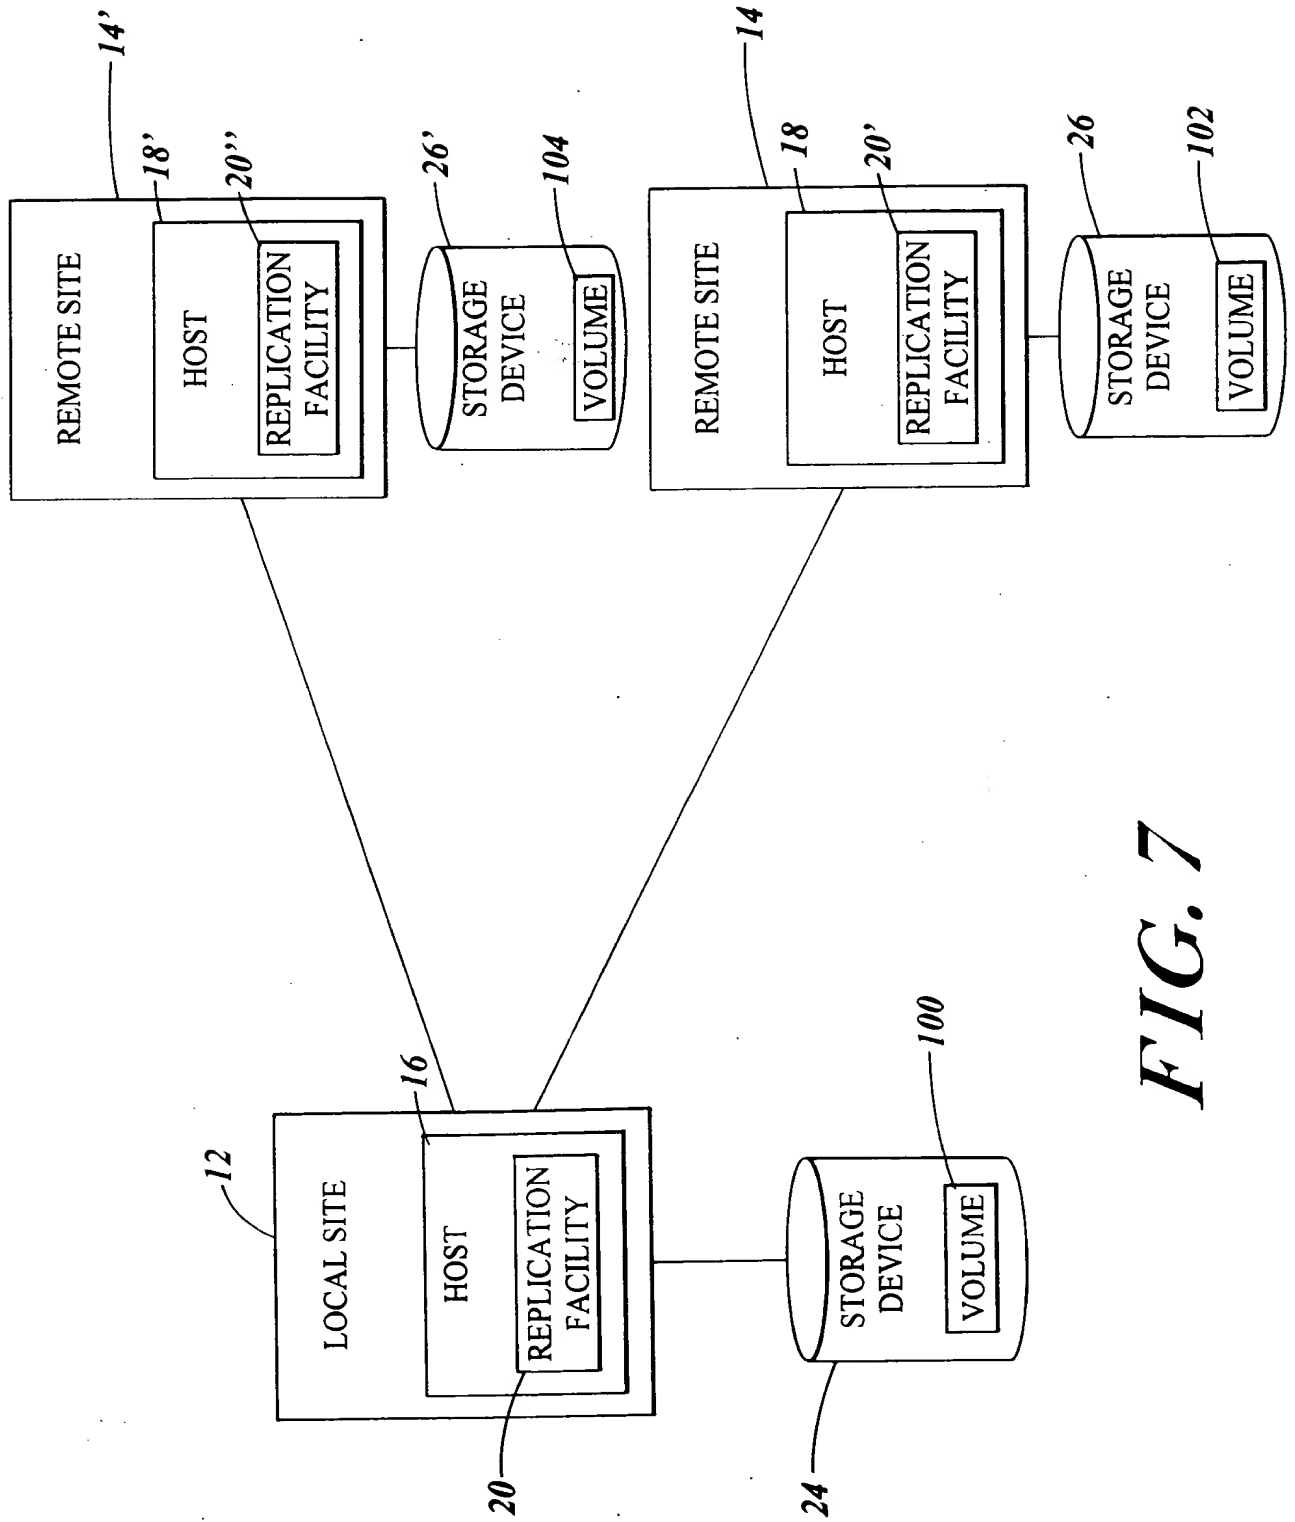 14'
REMOTE SITE
18'
HOST
20''
REPLICATION
FACILITY
26'
STORAGE
DEVICE
104
VOLUME
14
REMOTE SITE
18
HOST
20'
REPLICATION
FACILITY
26
STORAGE
DEVICE
102
VOLUME
12
LOCAL SITE
16
HOST
20
REPLICATION
FACILITY
24
STORAGE
DEVICE
100
VOLUME
FIG. 7